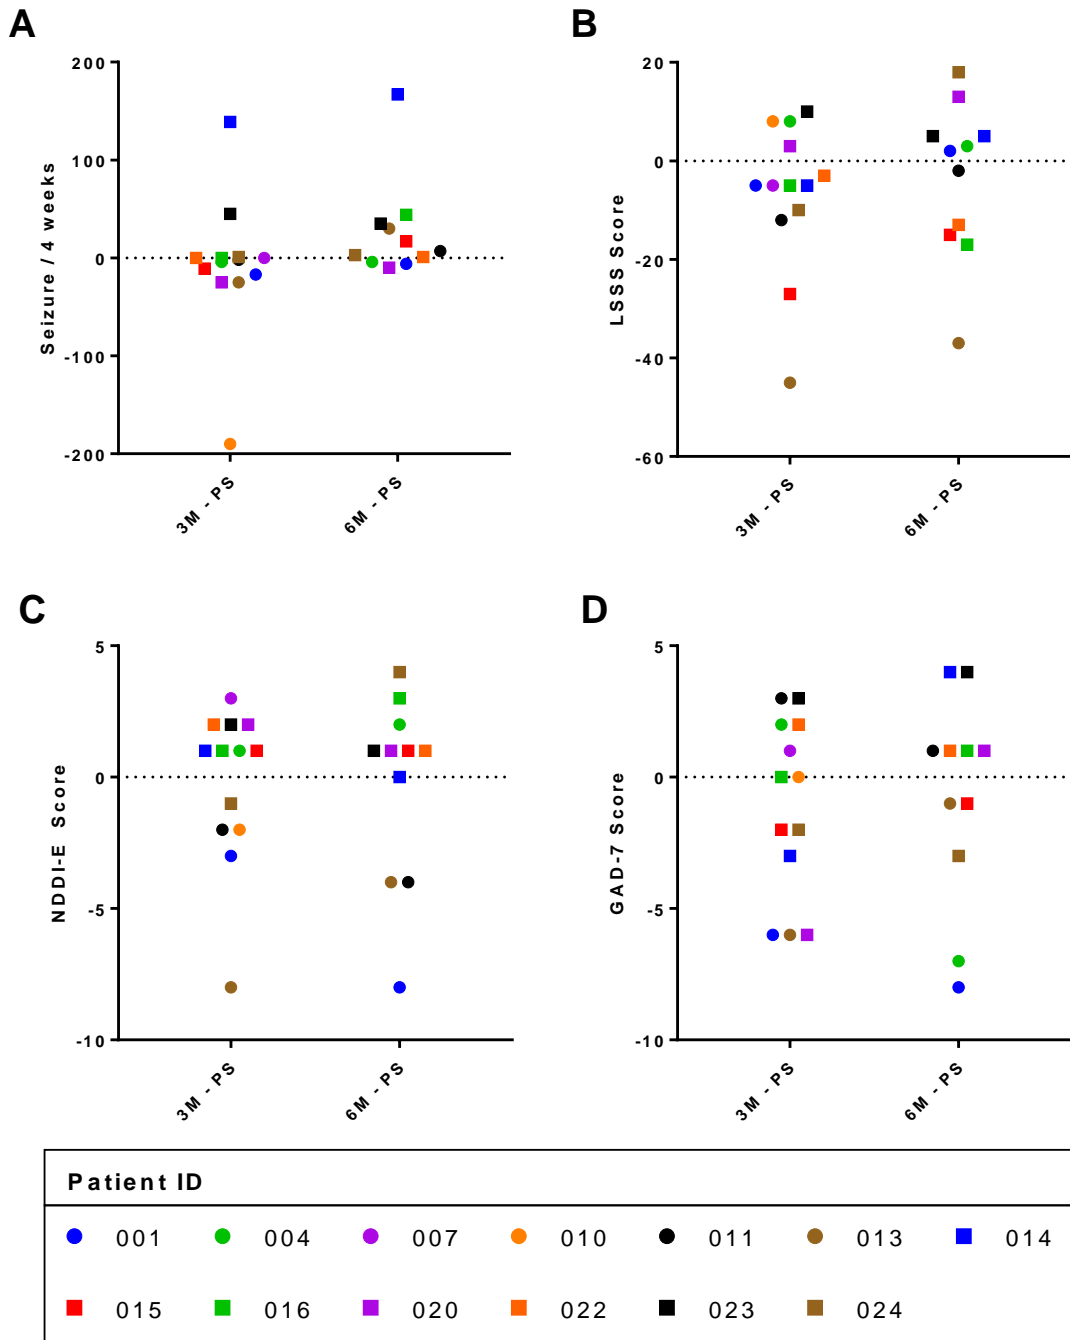 A
200
100
0
-100
-200
Seizure / 4 weeks
3M - PS
6M - PS
B
20
0
-20
-40
-60
LSSS Score
3M - PS
6M - PS
C
5
0
-5
-10
NDDI-E Score
3M - PS
6M - PS
D
5
0
-5
-10
GAD-7 Score
3M - PS
6M - PS
Patient ID
001 004 007 010 011 013 014
015 016 020 022 023 024